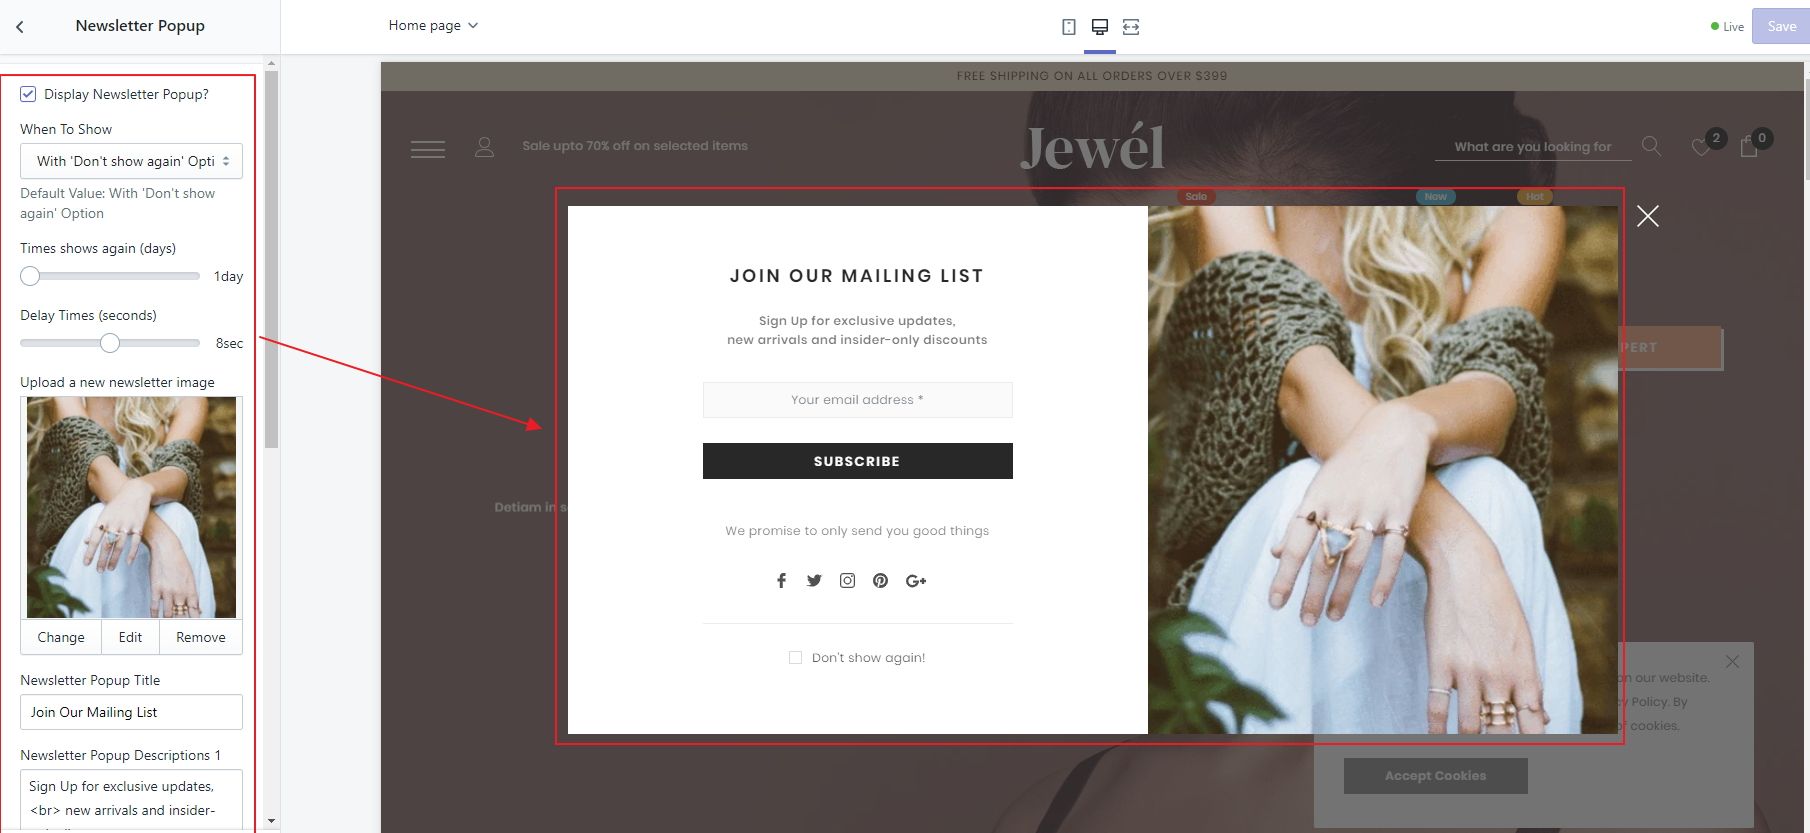 Newsletter Popup
Home page
Live
Save
Display Newsletter Popup?
When To Show
With 'Don't show again' Opti
Default Value: With 'Don't show
again' Option
Times shows again (days)
1day
Delay Times (seconds)
8sec
Upload a new newsletter image
Change
Edit
Remove
Newsletter Popup Title
Join Our Mailing List
Newsletter Popup Descriptions 1
Sign Up for exclusive updates,
<br> new arrivals and insider-
FREE SHIPPING ON ALL ORDERS OVER $399
Sale upto 70% off on selected items
Jewél
What are you looking for
2
0
Sale
New
Hot
JOIN OUR MAILING LIST
Sign Up for exclusive updates,
new arrivals and insider-only discounts
Your email address *
SUBSCRIBE
We promise to only send you good things
Don't show again!
Detiam in
PERT
on our website.
Policy. By
of cookies.
Accept Cookies